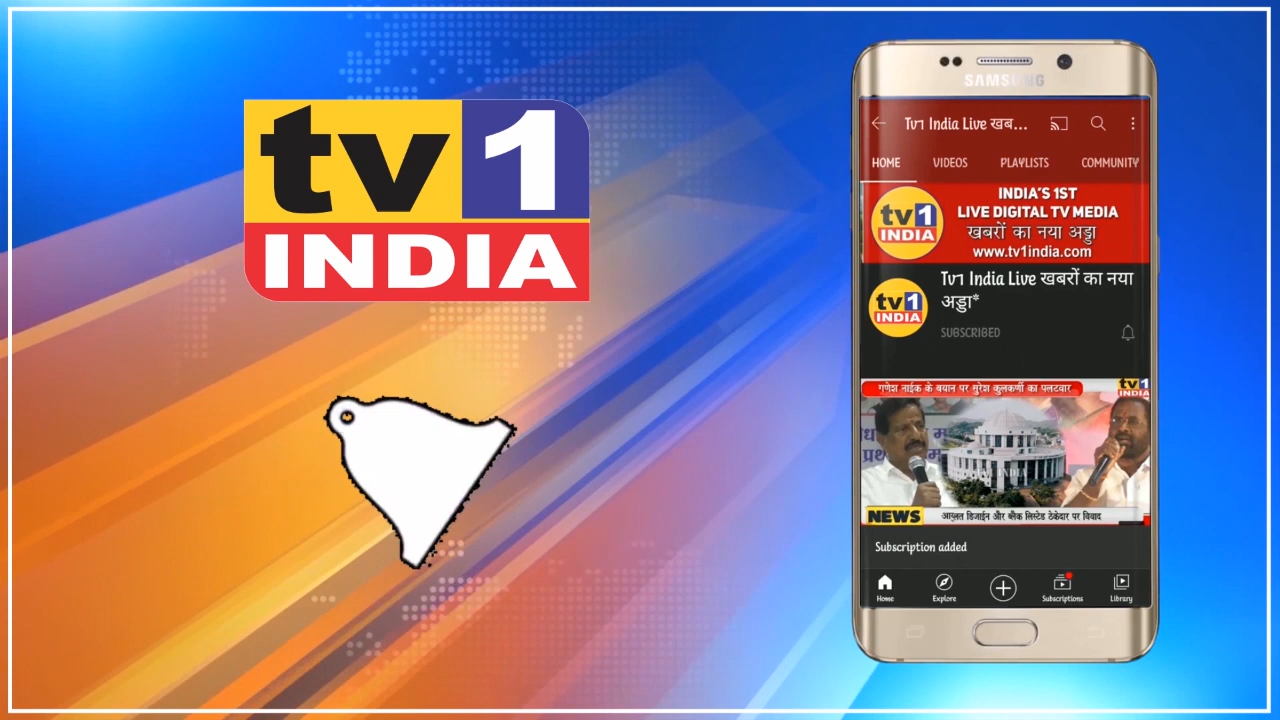 tv1
INDIA
SAMSUNG
Tv1 India Live खब...
HOME VIDEOS PLAYLISTS COMMUNITY
tv1
INDIA
INDIA'S 1ST
LIVE DIGITAL TV MEDIA
खबरों का नया अड्डा
www.tv1india.com
tv1
INDIA
Tv1 India Live खबरों का नया
अड्डा*
SUBSCRIBED
गणेश नाईक के बयान पर सुरेश कुलकर्णी का पलटवार
tv1
INDIA
NEWS
डिजाईन और ब्लैक लिस्टेड ठेकेदार पर विवाद
Subscription added
Home Explore Subscriptions Library